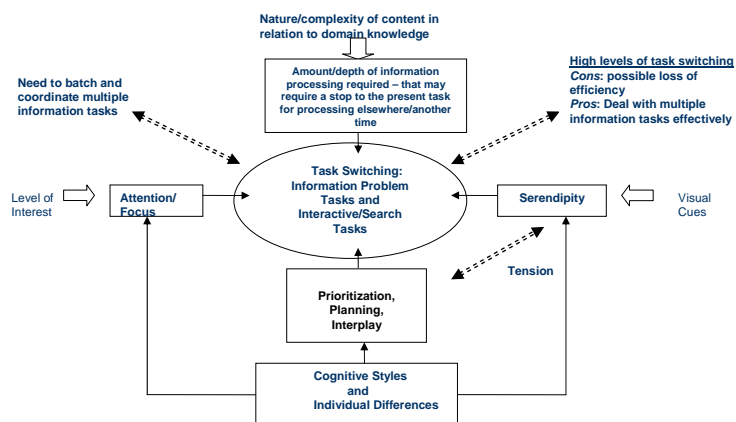 Nature/complexity of content in
relation to domain knowledge
Amount/depth of information
processing required – that may
require a stop to the present task
for processing elsewhere/another
time
High levels of task switching
Cons: possible loss of
efficiency
Pros: Deal with multiple
information tasks effectively
Need to batch and
coordinate multiple
information tasks
Task Switching:
Information Problem
Tasks and
Interactive/Search
Tasks
Level of
Interest
Attention/
Focus
Serendipity
Visual
Cues
Tension
Prioritization,
Planning,
Interplay
Cognitive Styles
and
Individual Differences